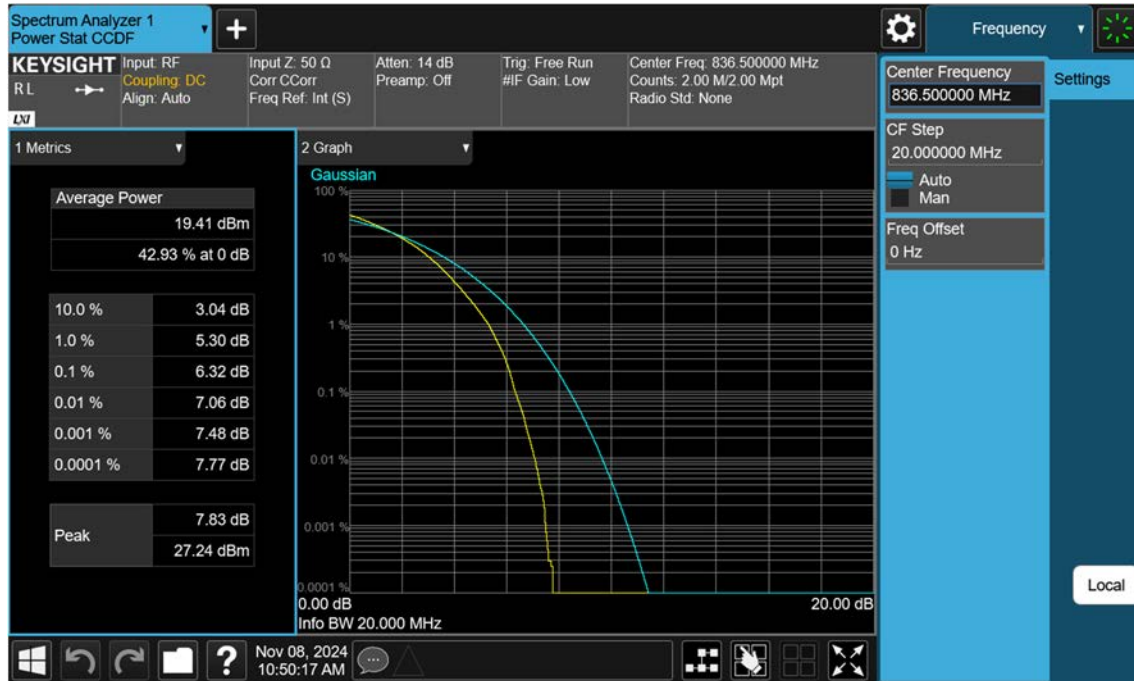 Spectrum Analyzer 1
Power Stat CCDF
Frequency
KEYSIGHT
R L
LXI
Input: RF
Coupling: DC
Align: Auto
Input Z: 50 Ω
Corr CCorr
Freq Ref: Int (S)
Atten: 14 dB
Preamp: Off
Trig: Free Run
#IF Gain: Low
Center Freq: 836.500000 MHz
Counts: 2.00 M/2.00 Mpt
Radio Std: None
Center Frequency
836.500000 MHz
Settings
CF Step
20.000000 MHz
Auto
Man
Freq Offset
0 Hz
Local
1 Metrics
Average Power
19.41 dBm
42.93 % at 0 dB
10.0 % 3.04 dB
1.0 % 5.30 dB
0.1 % 6.32 dB
0.01 % 7.06 dB
0.001 % 7.48 dB
0.0001 % 7.77 dB
Peak
7.83 dB
27.24 dBm
2 Graph
Gaussian
100 %
10 %
1 %
0.1 %
0.01 %
0.001 %
0.0001 %
0.00 dB 20.00 dB
Info BW 20.000 MHz
?
Nov 08, 2024
10:50:17 AM